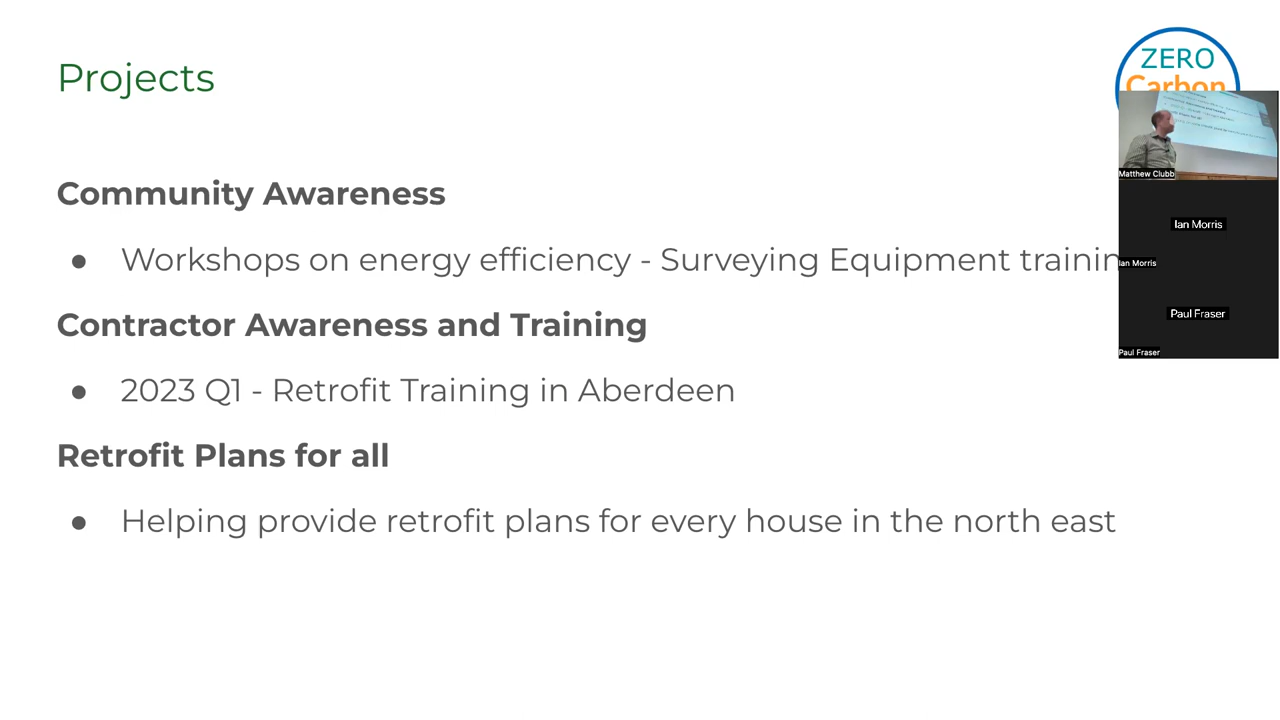 Projects
ZERO
Carbon
Community Awareness
● Workshops on energy efficiency - Surveying Equipment trainin
Contractor Awareness and Training
● 2023 Q1 - Retrofit Training in Aberdeen
Retrofit Plans for all
● Helping provide retrofit plans for every house in the north east
Matthew Clubb
Ian Morris
Ian Morris
Paul Fraser
Paul Fraser